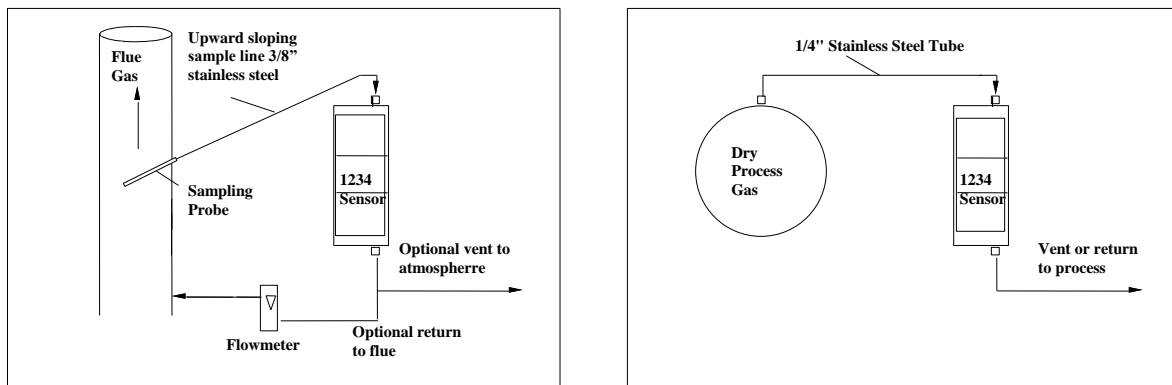 Flue
Gas
Upward sloping
sample line 3/8”
stainless steel
Sampling
Probe
1234
Sensor
Optional vent to
atmospherre
Optional return
to flue
Flowmeter
1/4" Stainless Steel Tube
Dry
Process
Gas
1234
Sensor
Vent or return
to process